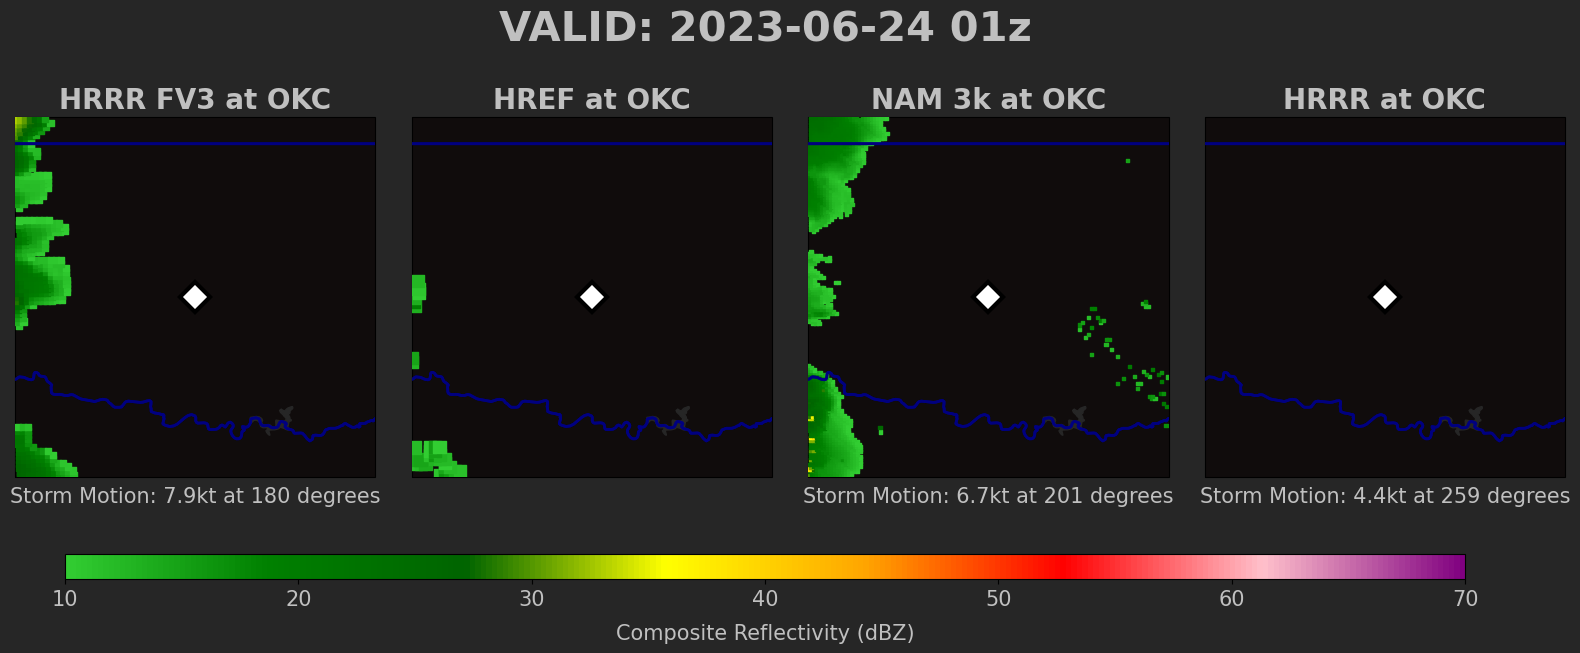 VALID: 2023-06-24 01z
HRRR FV3 at OKC
HREF at OKC
NAM 3k at OKC
HRRR at OKC
Storm Motion: 7.9kt at 180 degrees
Storm Motion: 6.7kt at 201 degrees
Storm Motion: 4.4kt at 259 degrees
10 20 30 40 50 60 70
Composite Reflectivity (dBZ)